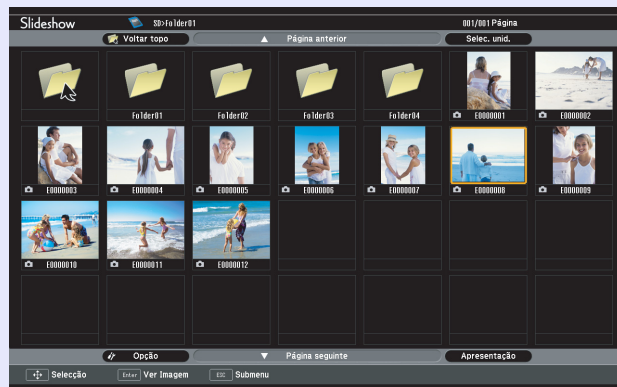 Slideshow SD>Folder01 001/001 Página
Voltar topo Página anterior Selec. unid.
Folder01 Folder02 Folder03 Folder04 E0000001 E0000002
E0000003 E0000004 E0000005 E0000006 E0000007 E0000008 E0000009
E0000010 E0000011 E0000012
Opção Página seguinte Apresentação
Selecção Enter Ver Imagem ESC Submenu